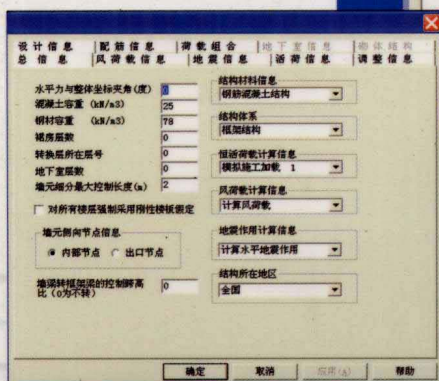 设计信息 配筋信息 荷载组合 地下室信息 砌体结构
总信息 风荷载信息 地震信息 活荷信息 调整信息
水平力与整体坐标夹角(度) 0
混凝土容重 (kN/m3) 25
钢材容重 (kN/m3) 78
裙房层数 0
转换层所在层号 0
地下室层数 0
墙元细分最大控制长度(m) 2
对所有楼层强制采用刚性楼板假定
墙元侧向节点信息
内部节点 出口节点
墙梁转框架梁的控制跨高
比(0为不转) 0
结构材料信息
钢筋混凝土结构
结构体系
框架结构
恒活荷载计算信息
模拟施工加载 1
风荷载计算信息
计算风荷载
地震作用计算信息
计算水平地震作用
结构所在地区
全国
确定 取消 应用(A) 帮助